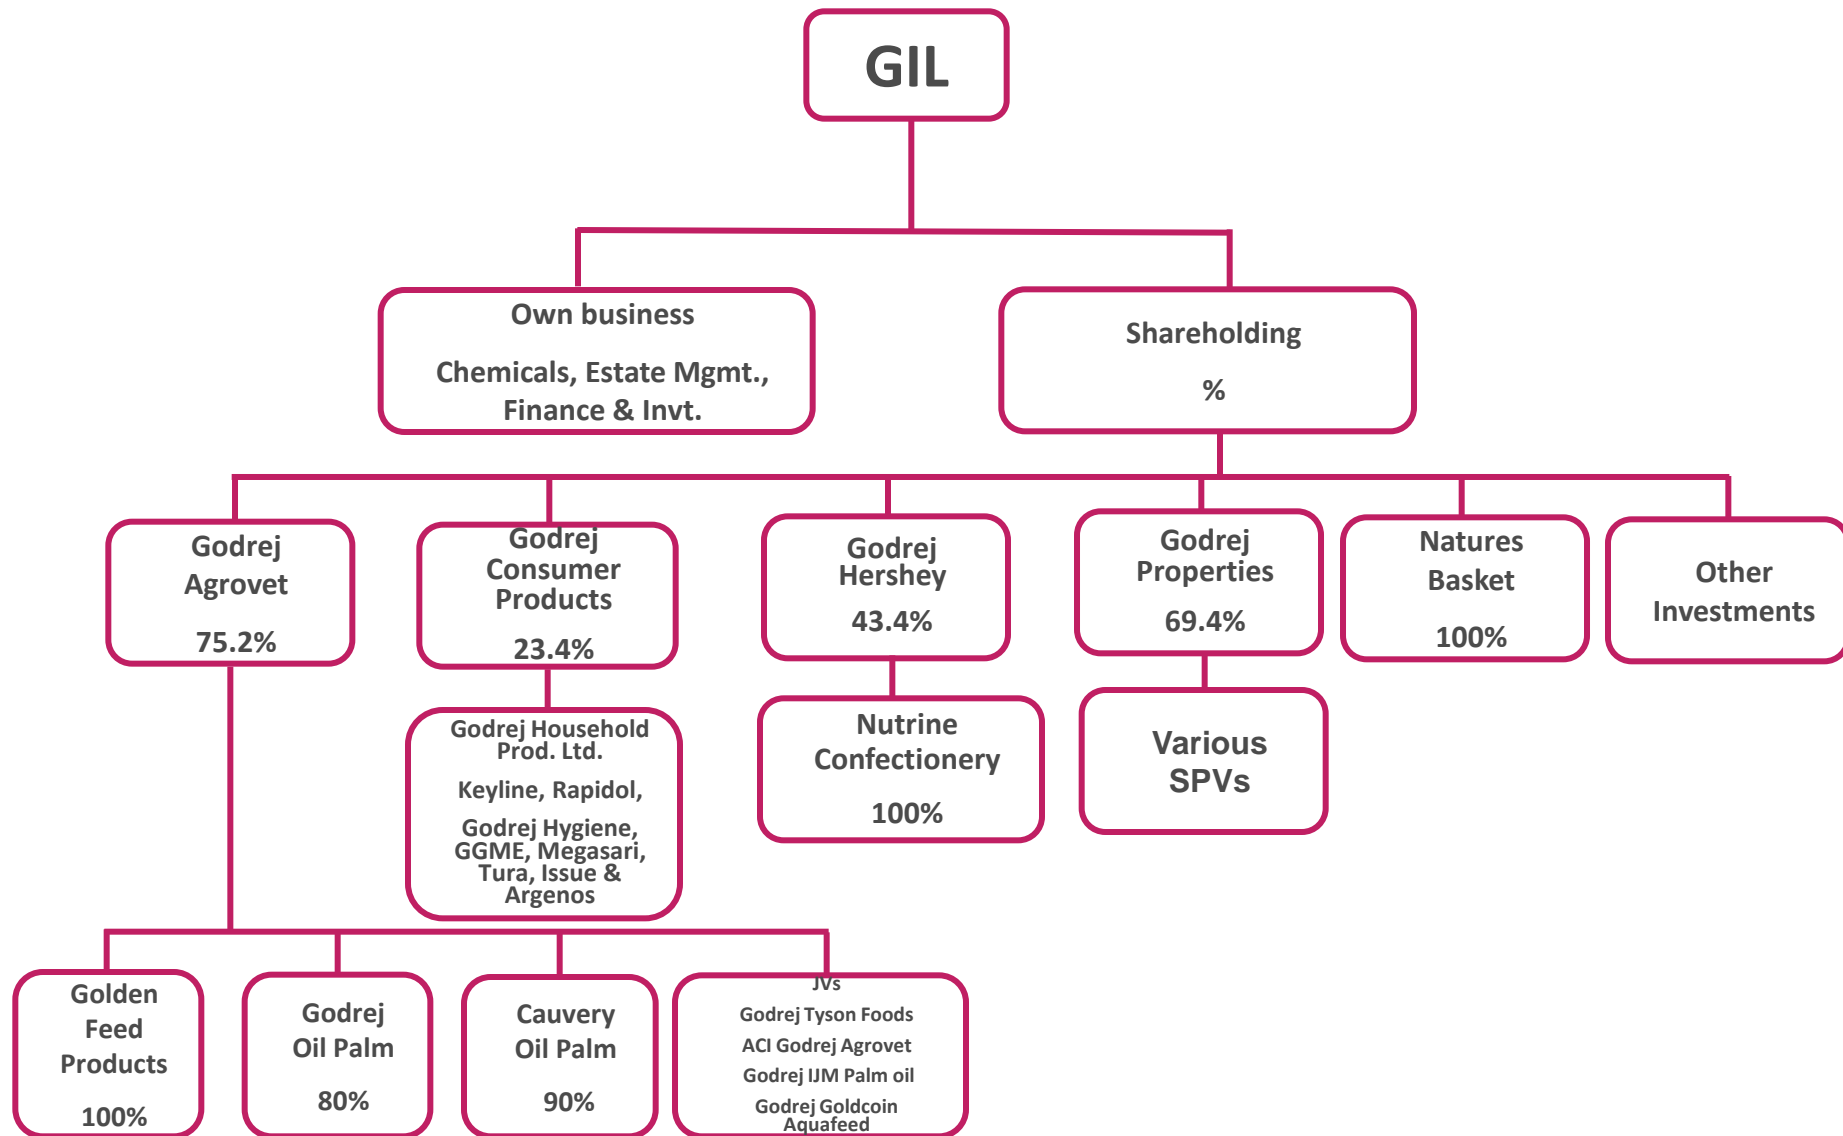 GIL
Own business
Chemicals, Estate Mgmt.,
Finance & Invt.
Shareholding
%
Godrej
Agrovet
75.2%
Godrej
Consumer
Products
23.4%
Godrej
Hershey
43.4%
Godrej
Properties
69.4%
Natures
Basket
100%
Other
Investments
Godrej Household
Prod. Ltd.
Keyline, Rapidol,
Godrej Hygiene,
GGME, Megasari,
Tura, Issue &
Argenos
Nutrine
Confectionery
100%
Various
SPVs
Golden
Feed
Products
100%
Godrej
Oil Palm
80%
Cauvery
Oil Palm
90%
JVs
Godrej Tyson Foods
ACI Godrej Agrovet
Godrej IJM Palm oil
Godrej Goldcoin
Aquafeed